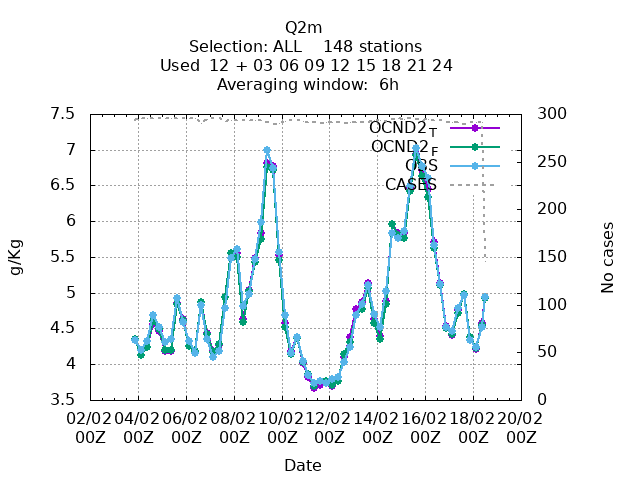 Q2m
Selection: ALL    148 stations
Used  12 + 03 06 09 12 15 18 21 24
Averaging window:  6h
7.5
7
6.5
6
5.5
5
4.5
4
3.5
g/Kg
300
250
200
150
100
50
0
No cases
OCND2_T
OCND2_F
OBS
CASES
02/02 04/02 06/02 08/02 10/02 12/02 14/02 16/02 18/02 20/02
00Z 00Z 00Z 00Z 00Z 00Z 00Z 00Z 00Z 00Z
Date